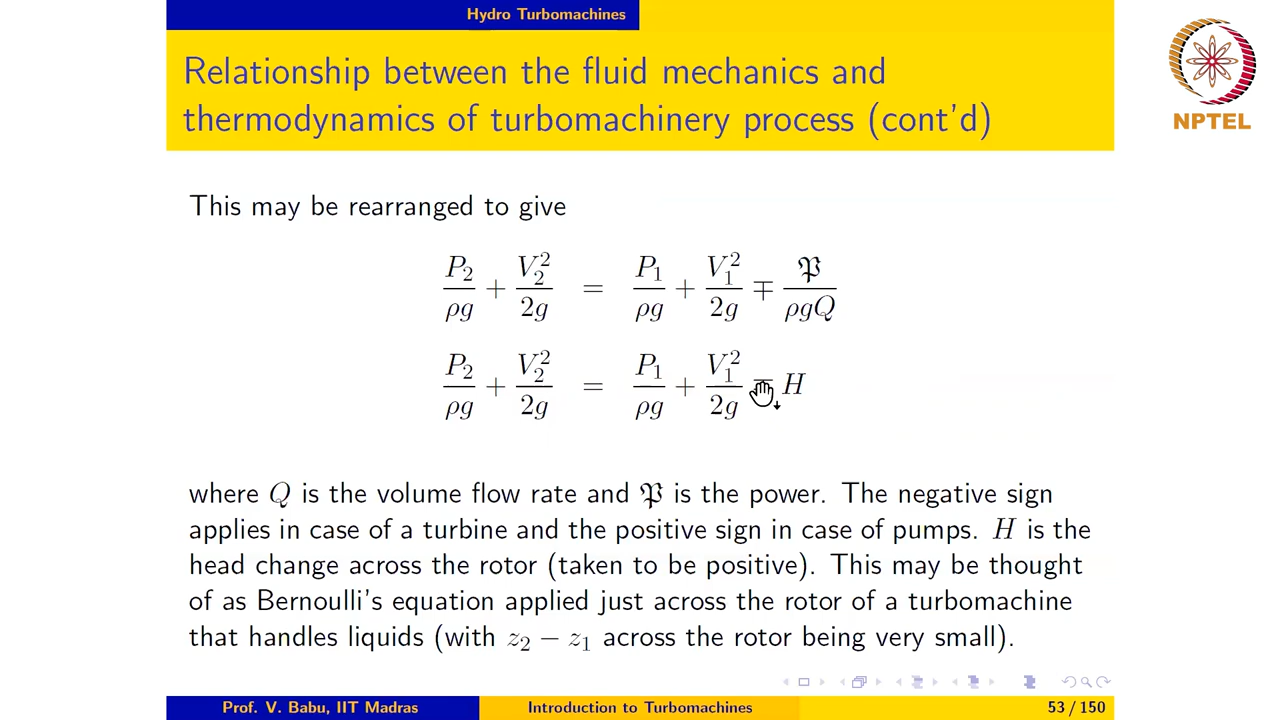 Hydro Turbomachines
Relationship between the fluid mechanics and
thermodynamics of turbomachinery process (cont'd)
NPTEL
This may be rearranged to give
P₂/ρg + V₂²/2g = P₁/ρg + V₁²/2g ∓ 𝔓/ρgQ
P₂/ρg + V₂²/2g = P₁/ρg + V₁²/2g ∓ H
where Q is the volume flow rate and 𝔓 is the power. The negative sign
applies in case of a turbine and the positive sign in case of pumps. H is the
head change across the rotor (taken to be positive). This may be thought
of as Bernoulli's equation applied just across the rotor of a turbomachine
that handles liquids (with z₂ − z₁ across the rotor being very small).
Prof. V. Babu, IIT Madras Introduction to Turbomachines 53 / 150